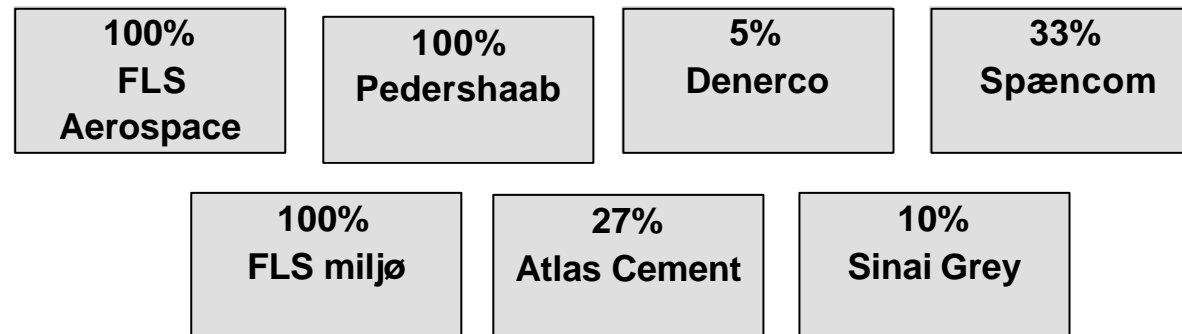 100%
FLS
Aerospace
100%
Pedershaab
5%
Denerco
33%
Spæncom
100%
FLS miljø
27%
Atlas Cement
10%
Sinai Grey